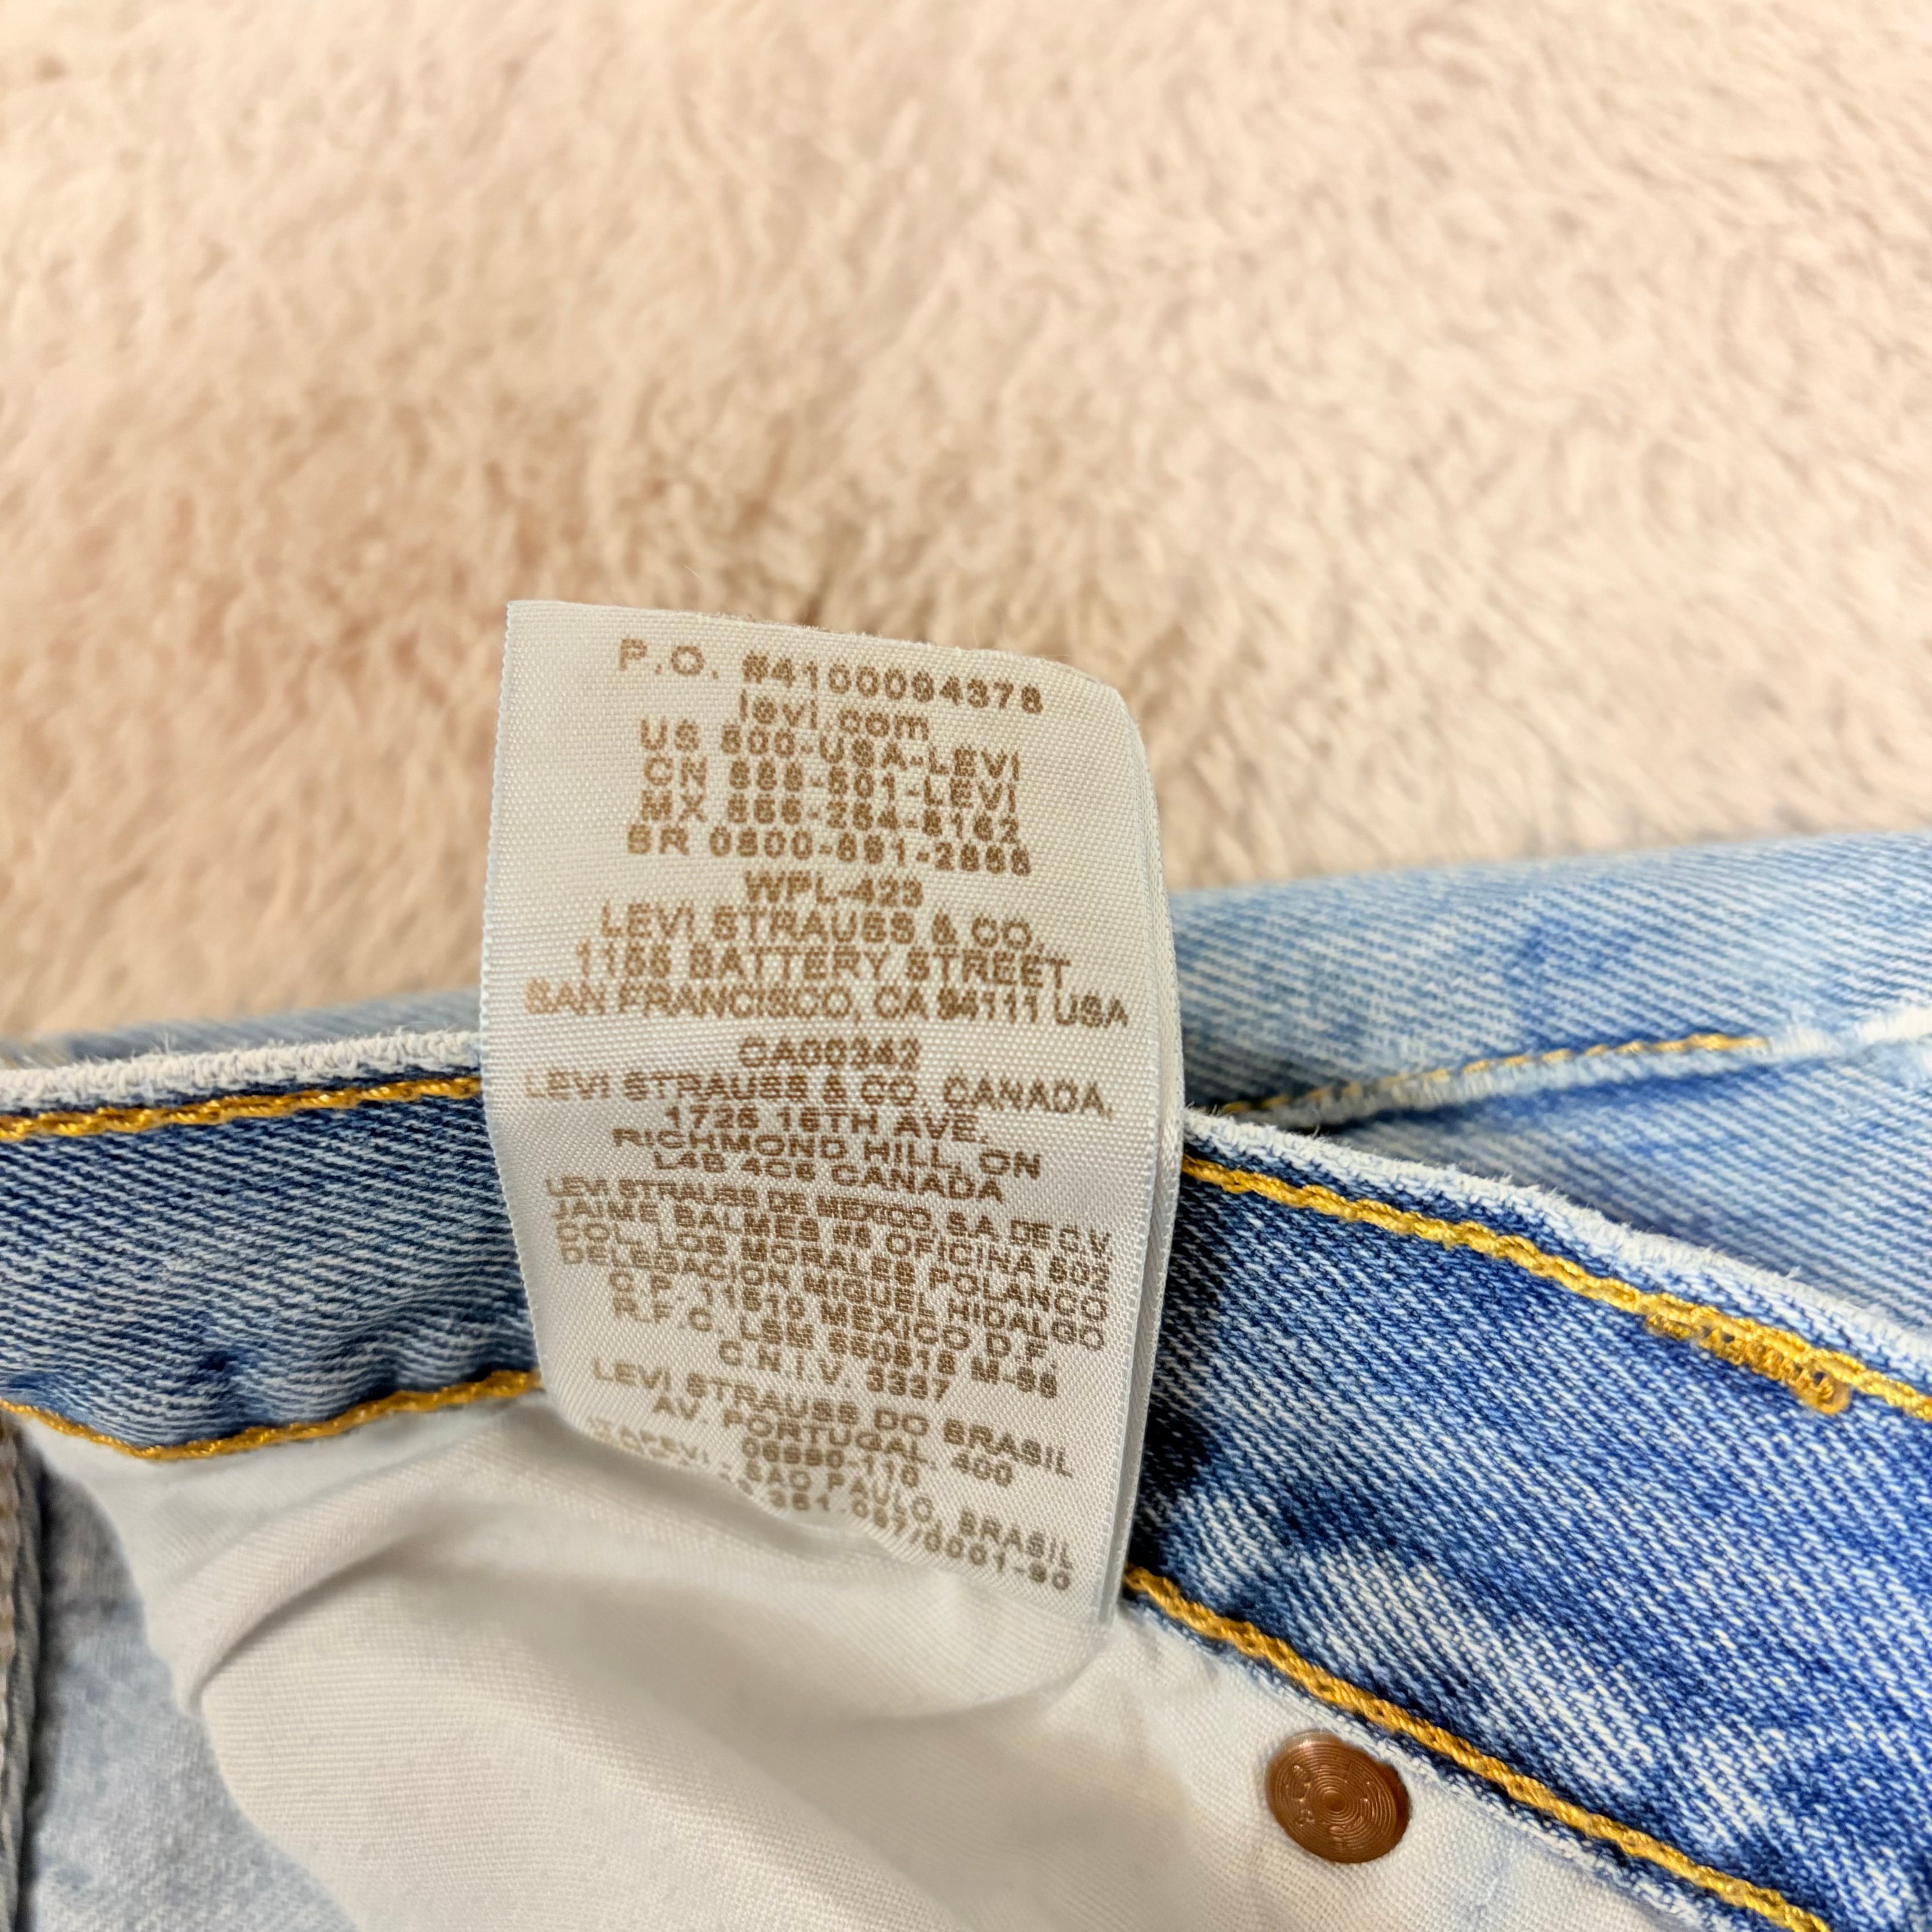 P.O. #4100094378
levi.com
US 800-USA-LEVI
CN 888-501-LEVI
MX 866-254-8162
BR 0800-891-2855
WPL-423
LEVI STRAUSS & CO.
1155 BATTERY STREET
SAN FRANCISCO, CA 94111 USA
CA00342
LEVI STRAUSS & CO. CANADA,
1725 16TH AVE.
RICHMOND HILL, ON
L4B 4C6 CANADA
LEVI STRAUSS DE MEXICO, S.A. DE C.V.
JAIME BALMES #8 OFICINA 802
COL. LOS MORALES POLANCO
DELEGACION MIGUEL HIDALGO
C.P. 11510 MEXICO D.F.
R.F.C. LSM 550818 M-55
C.N.I.V. 3337
LEVI STRAUSS DO BRASIL
AV. PORTUGAL, 400
06690-110
SAO PAULO, BRASIL